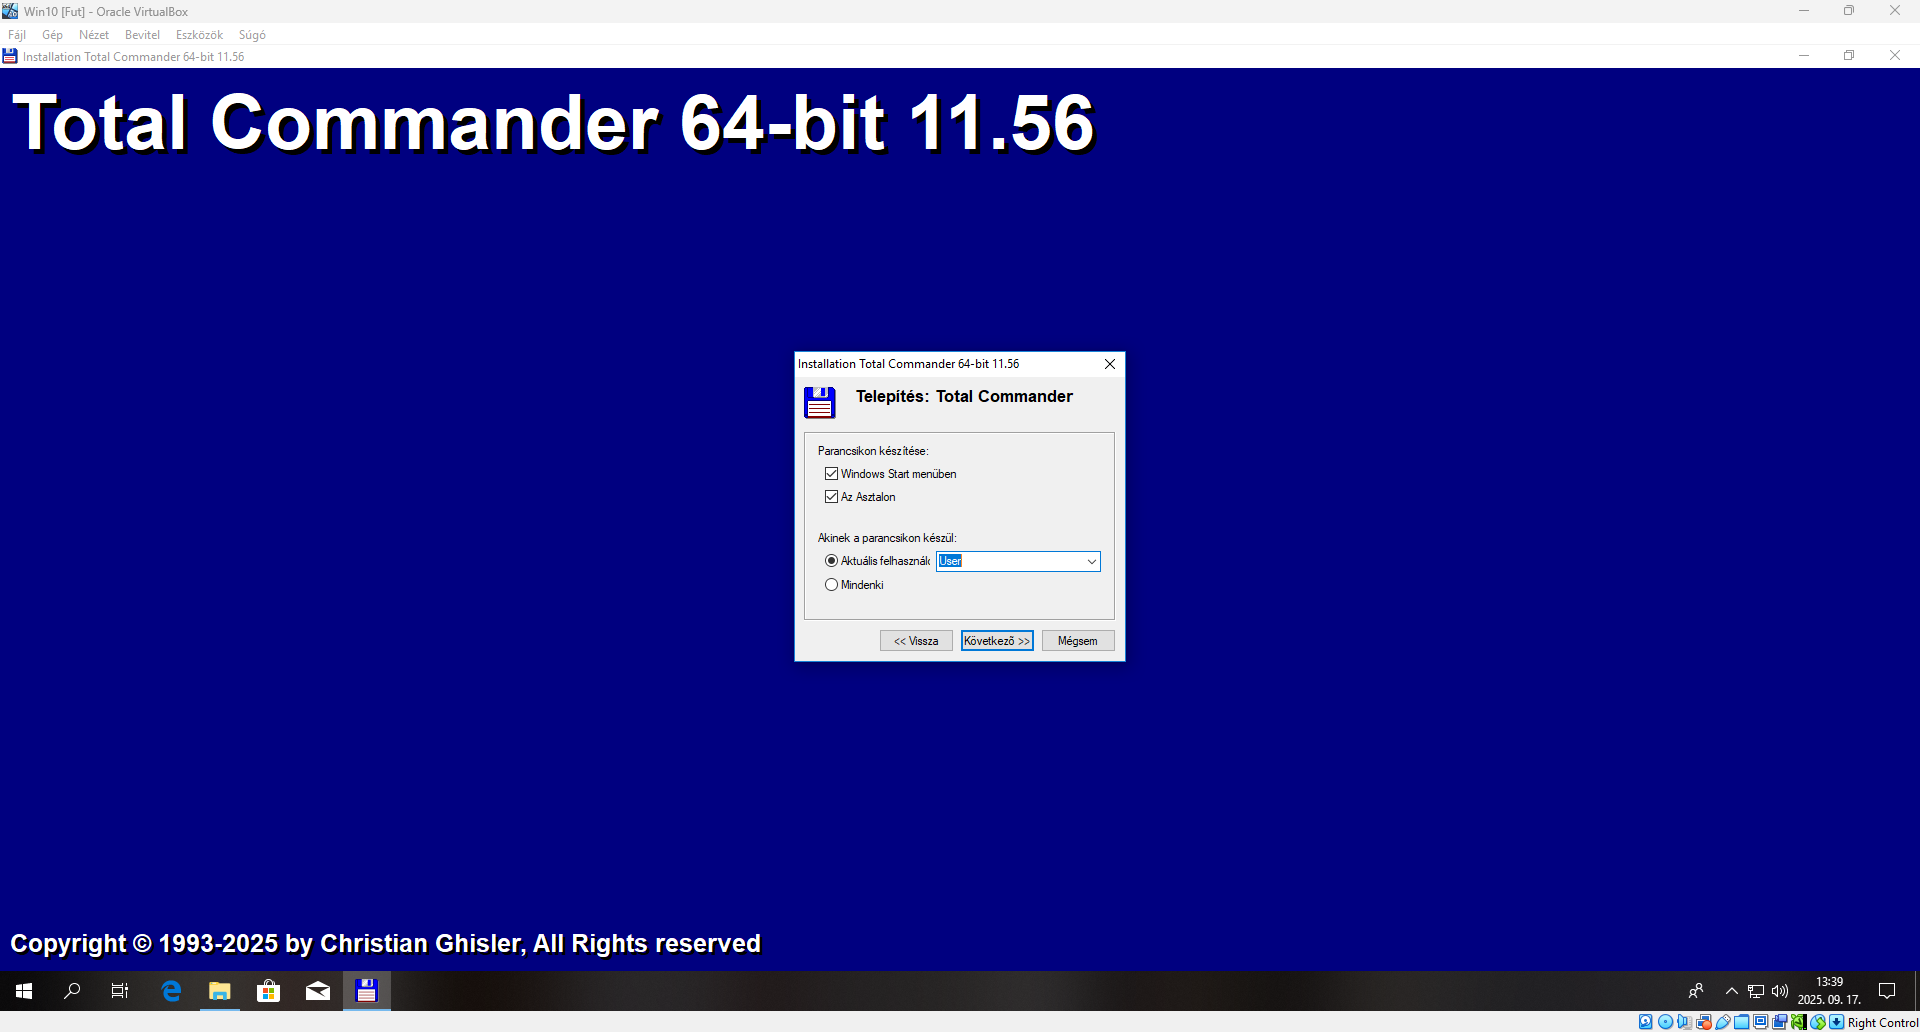 Win10 [Fut] - Oracle VirtualBox
Fájl Gép Nézet Bevitel Eszközök Súgó
Installation Total Commander 64-bit 11.56
Total Commander 64-bit 11.56
Installation Total Commander 64-bit 11.56
Telepítés: Total Commander
Parancsikon készítése:
Windows Start menüben
Az Asztalon
Akinek a parancsikon készül:
Aktuális felhasznál User
Mindenki
<< Vissza Következõ >> Mégsem
Copyright © 1993-2025 by Christian Ghisler, All Rights reserved
13:39
2025. 09. 17.
Right Control